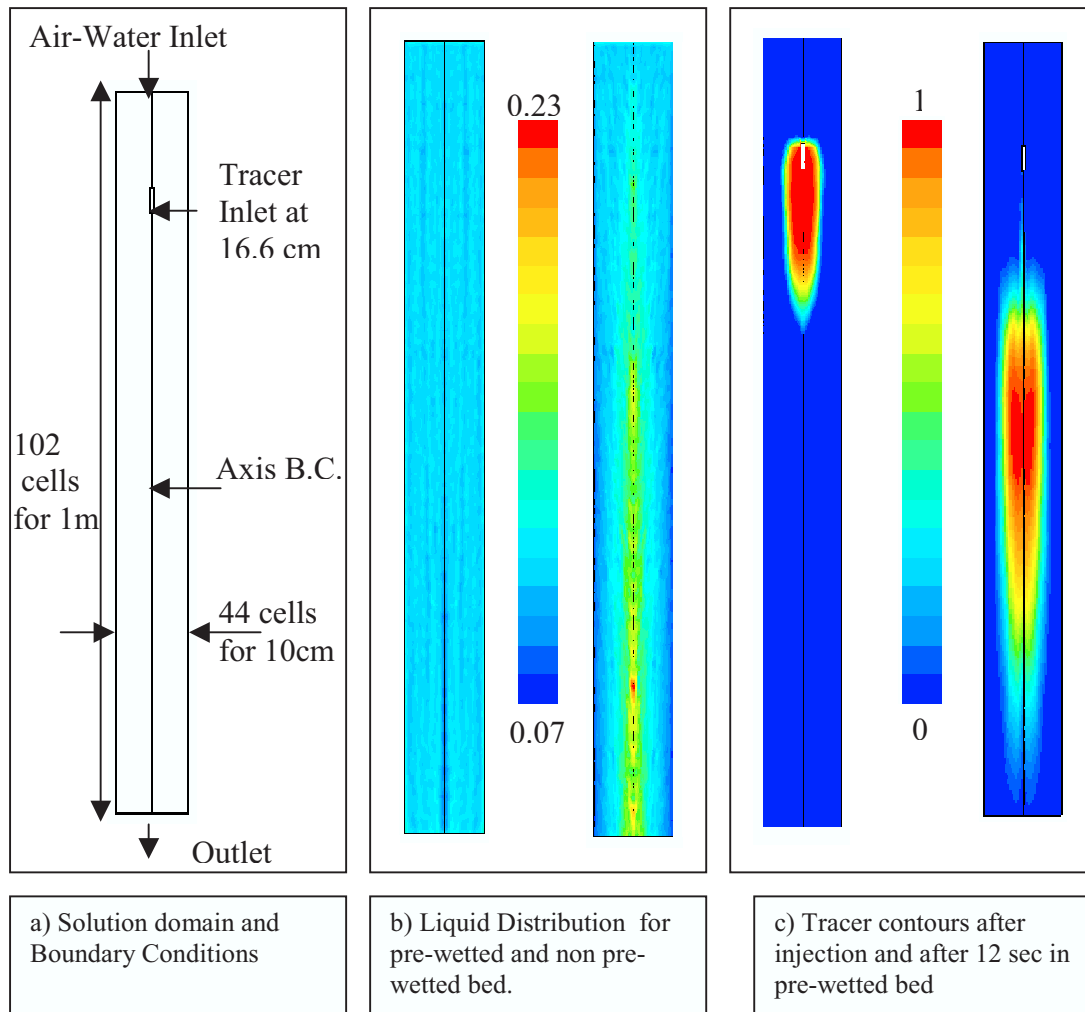 Air-Water Inlet
Tracer
Inlet at
16.6 cm
102
cells
for 1m
Axis B.C.
44 cells
for 10cm
Outlet
0.23
0.07
1
0
a) Solution domain and
Boundary Conditions
b) Liquid Distribution for
pre-wetted and non pre-
wetted bed.
c) Tracer contours after
injection and after 12 sec in
pre-wetted bed